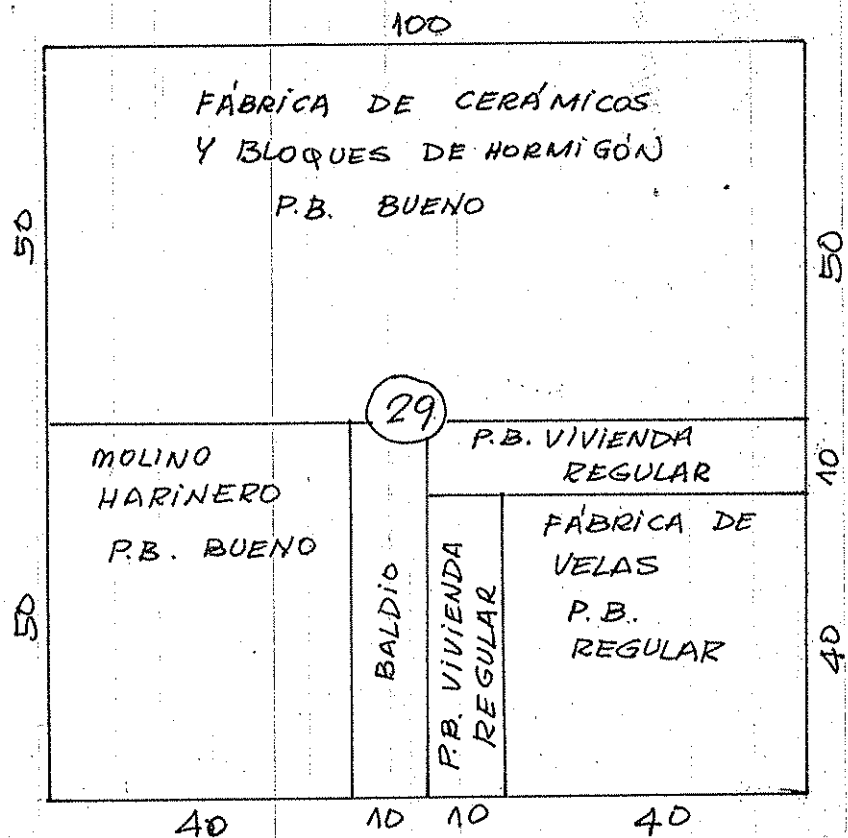 100
FÁBRICA DE CERÁMICOS
Y BLOQUES DE HORMIGÓN
P.B. BUENO
50
50
29
MOLINO
HARINERO
P.B. BUENO
P.B. VIVIENDA
REGULAR
10
BALDIO
P.B. VIVIENDA
REGULAR
FÁBRICA DE
VELAS
P.B.
REGULAR
50
40
40
10
10
40